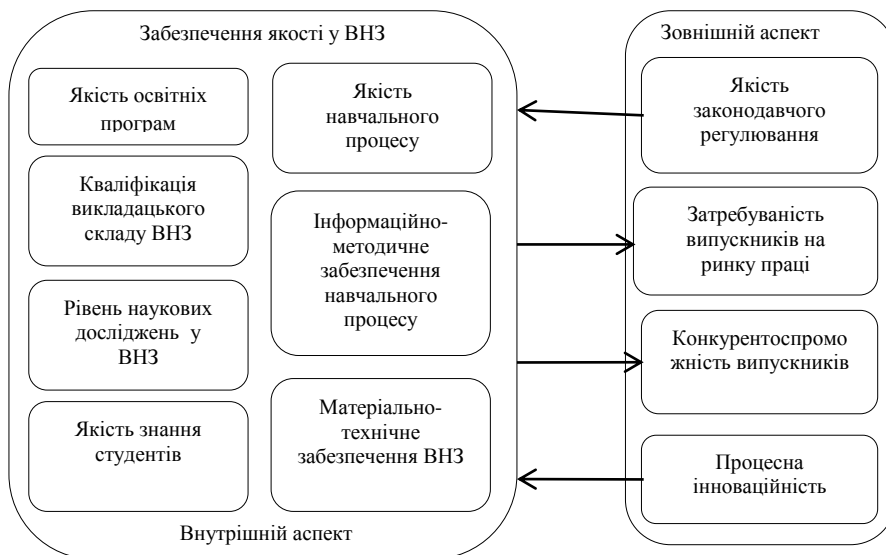 Забезпечення якості у ВНЗ
Якість освітніх
програм
Кваліфікація
викладацького
складу ВНЗ
Рівень наукових
досліджень у
ВНЗ
Якість знання
студентів
Якість
навчального
процесу
Інформаційно-
методичне
забезпечення
навчального
процесу
Матеріально-
технічне
забезпечення ВНЗ
Внутрішній аспект
Зовнішній аспект
Якість
законодавчого
регулювання
Затребуваність
випускників на
ринку праці
Конкурентоспромо
жність випускників
Процесна
інноваційність